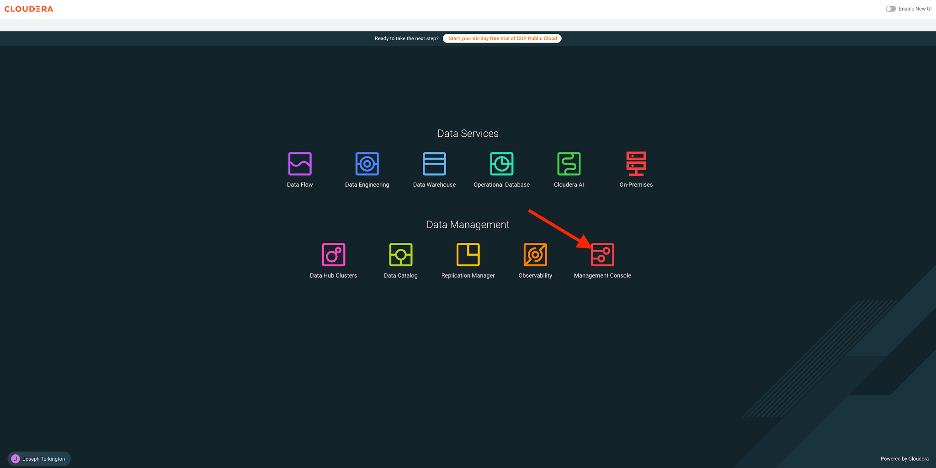 CLOUDERA
Enable New UI
Ready to take the next step? Start your 60-day free trial of CDP Public Cloud
Data Services
Data Flow Data Engineering Data Warehouse Operational Database Cloudera AI On-Premises
Data Management
Data Hub Clusters Data Catalog Replication Manager Observability Management Console
J Joseph Turkington
Powered by Cloudera